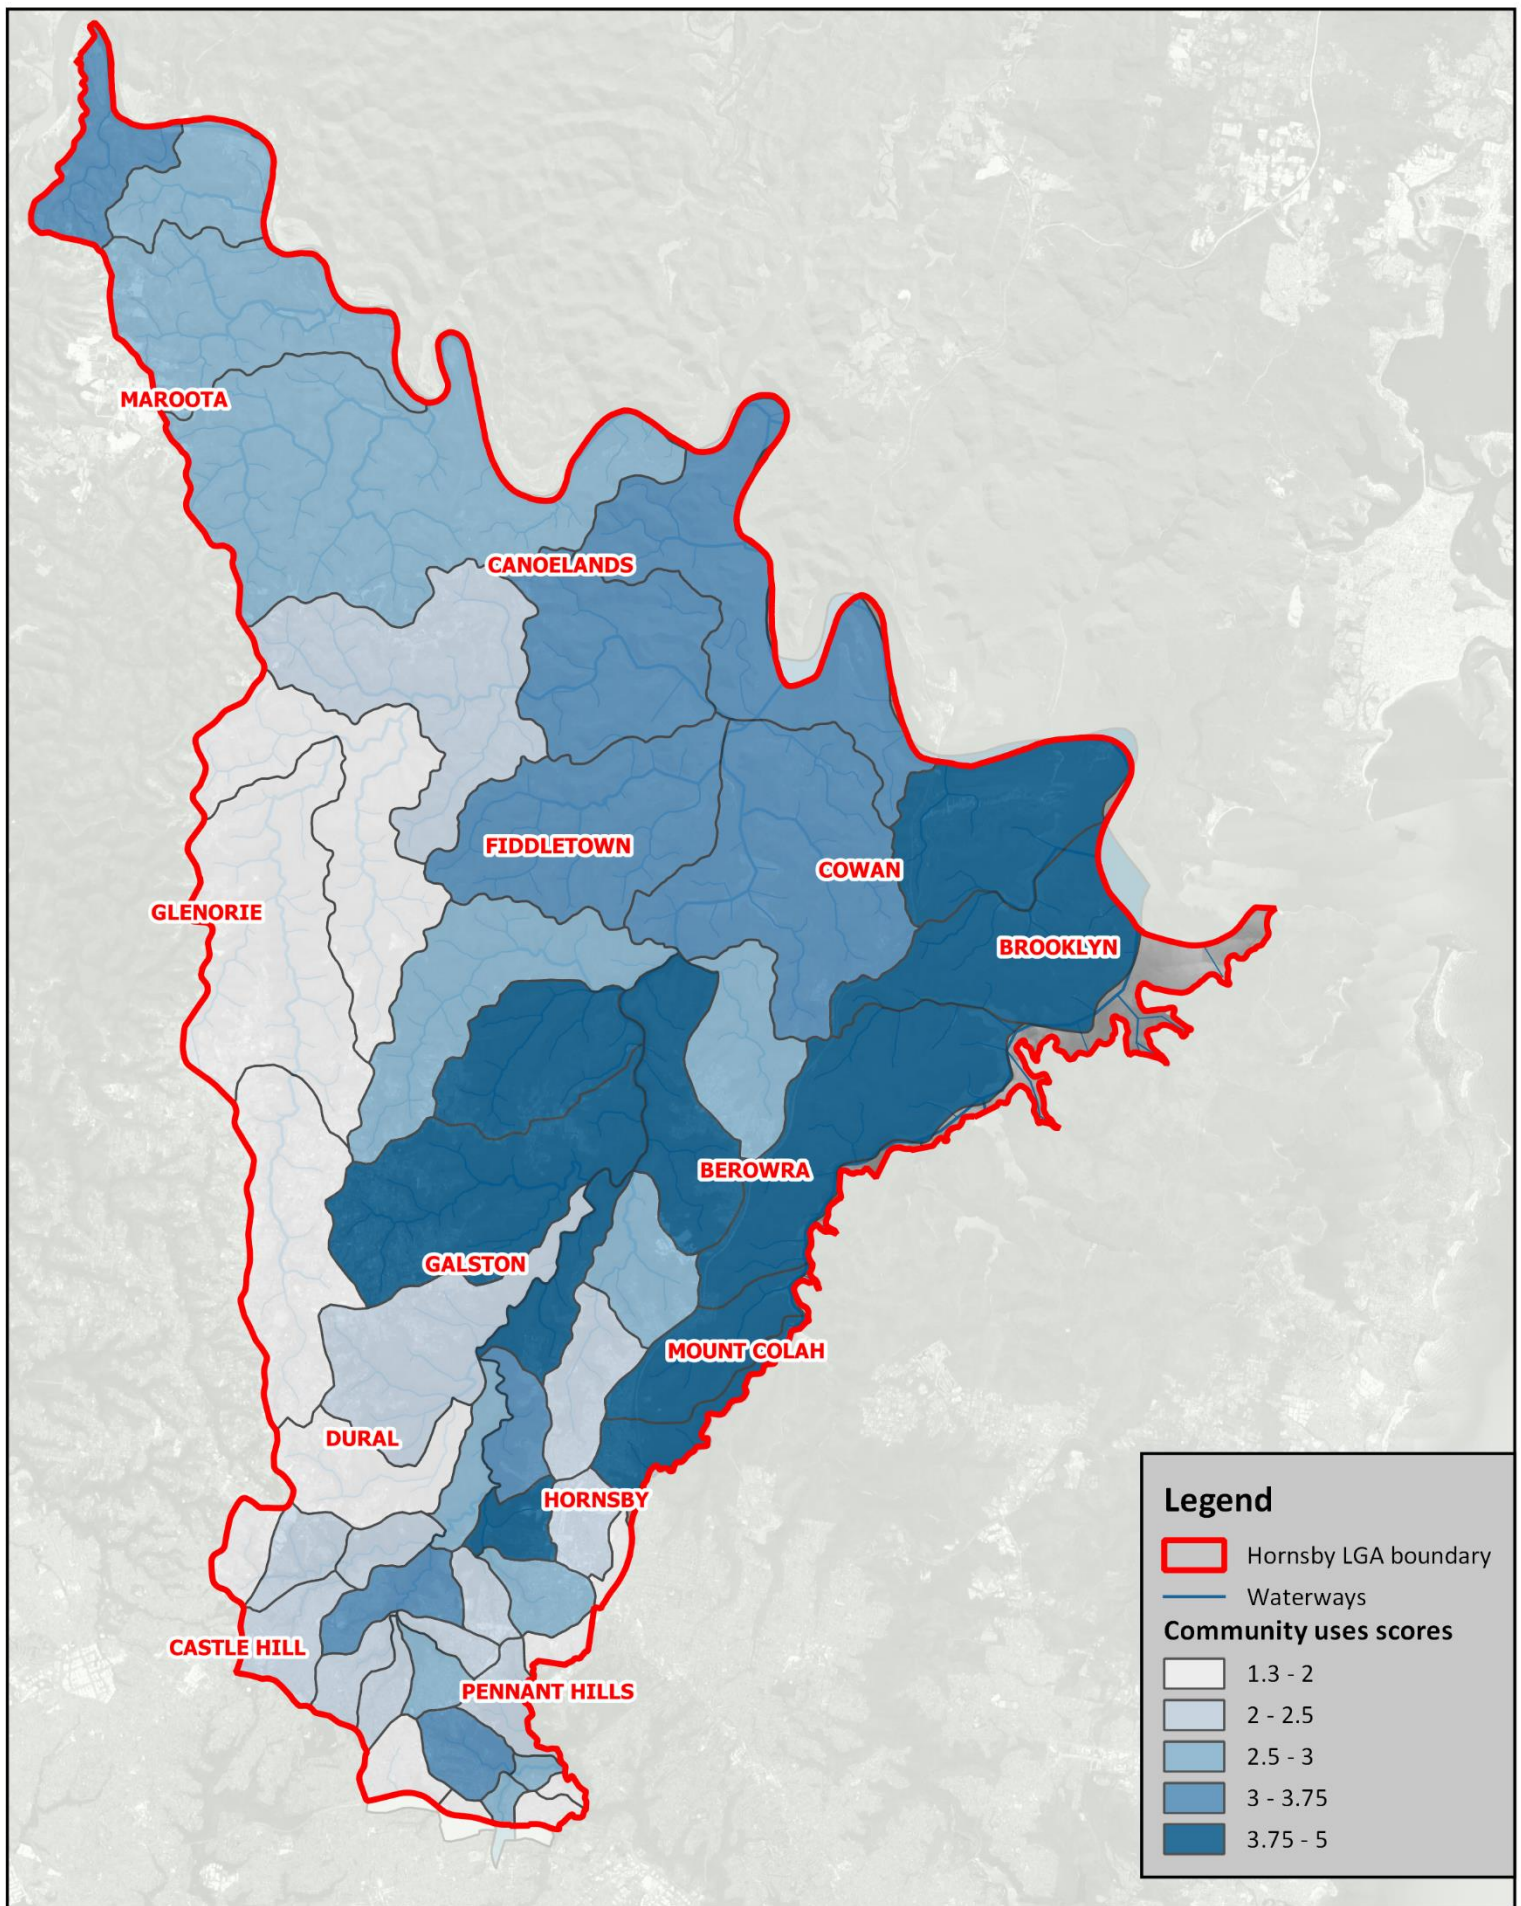 MAROOTA
CANOELANDS
FIDDLETOWN
COWAN
GLENORIE
BROOKLYN
BEROWRA
GALSTON
MOUNT COLAH
DURAL
HORNSBY
CASTLE HILL
PENNANT HILLS
Legend
Hornsby LGA boundary
Waterways
Community uses scores
1.3 - 2
2 - 2.5
2.5 - 3
3 - 3.75
3.75 - 5